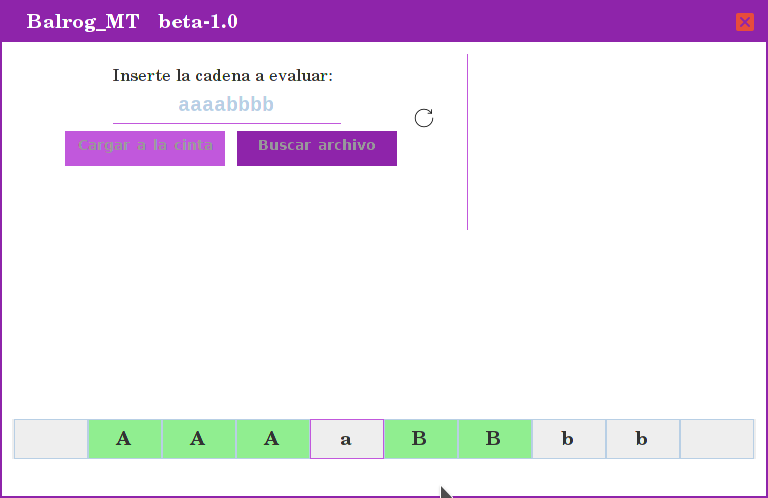 Balrog_MT beta-1.0
Inserte la cadena a evaluar:
aaaabbbb
Cargar a la cinta Buscar archivo
A A A a B B b b